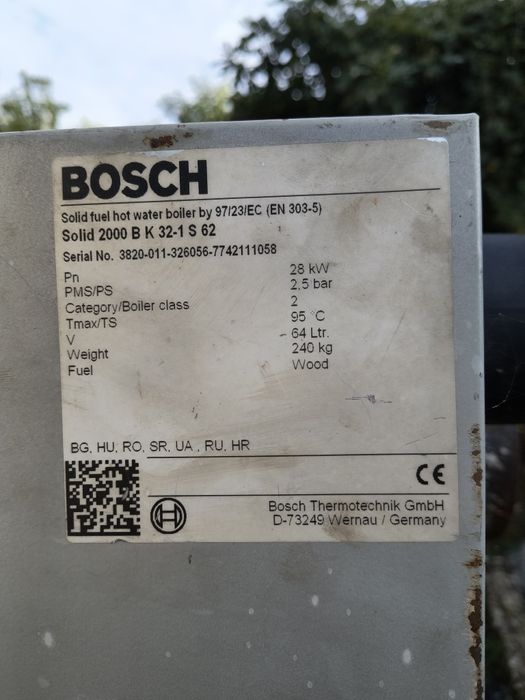 BOSCH
Solid fuel hot water boiler by 97/23/EC (EN 303-5)
Solid 2000 B K 32-1 S 62
Serial No. 3820-011-326056-7742111058
Pn 28 kW
PMS/PS 2,5 bar
Category/Boiler class 2
Tmax/TS 95 °C
V 64 Ltr.
Weight 240 kg
Fuel Wood
BG, HU, RO, SR, UA , RU, HR
CE
Bosch Thermotechnik GmbH
D-73249 Wernau / Germany